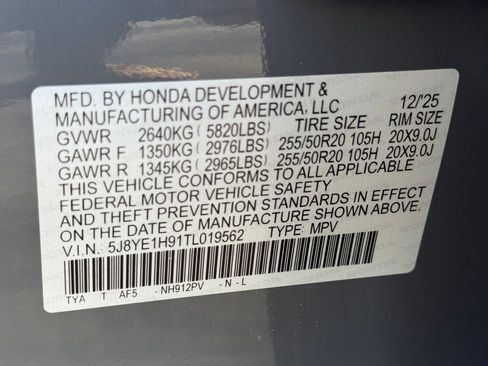 MFD. BY HONDA DEVELOPMENT &
MANUFACTURING OF AMERICA, LLC 12/'25
GVWR 2640KG ( 5820LBS) TIRE SIZE RIM SIZE
GAWR F 1350KG ( 2976LBS) 255/50R20 105H 20X9.0J
GAWR R 1345KG ( 2965LBS) 255/50R20 105H 20X9.0J
THIS VEHICLE CONFORMS TO ALL APPLICABLE
FEDERAL MOTOR VEHICLE SAFETY
AND THEFT PREVENTION STANDARDS IN EFFECT
ON THE DATE OF MANUFACTURE SHOWN ABOVE.
V.I.N: 5J8YE1H91TL019562 TYPE: MPV
TYA T AF5 -NH912PV -N-L